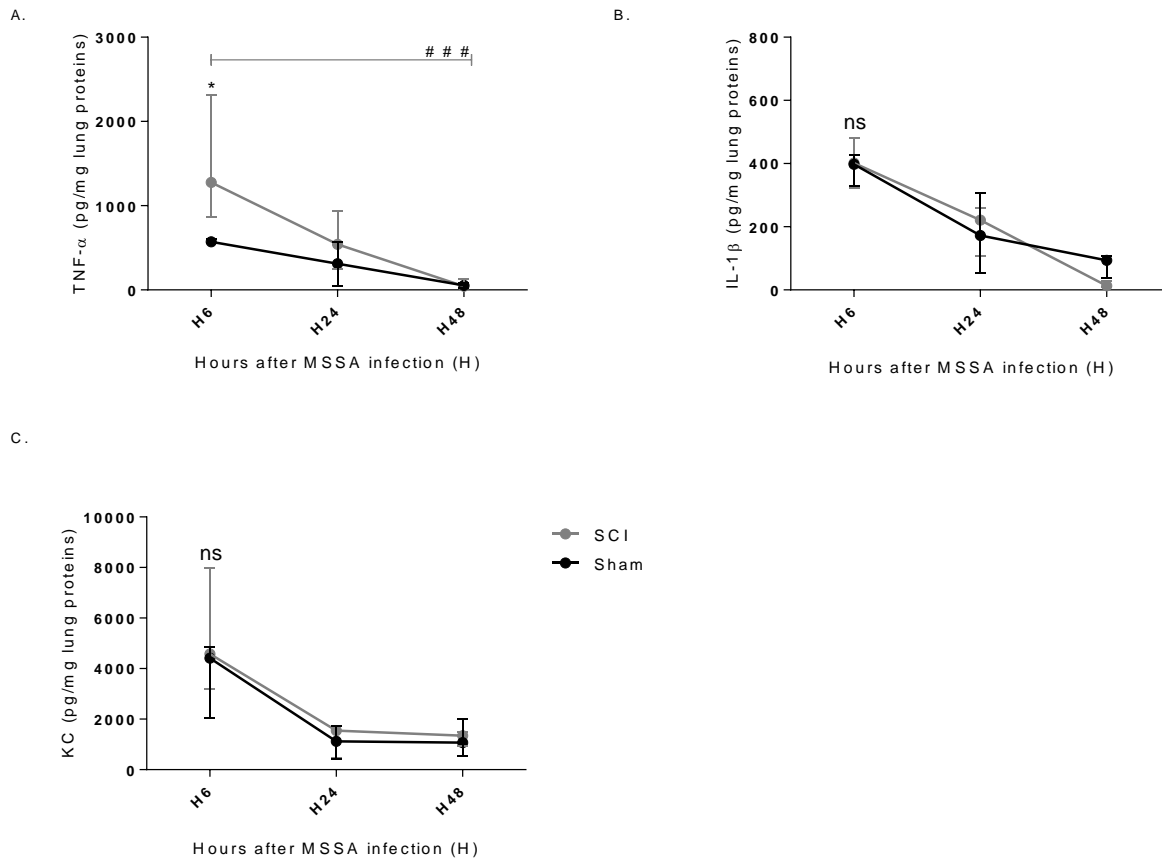 A.
TNF-α (pg/mg lung proteins)
3000
2000
1000
0
# # #
*
H6
H24
H48
Hours after MSSA infection (H)
B.
IL-1β (pg/mg lung proteins)
800
600
400
200
0
ns
H6
H24
H48
Hours after MSSA infection (H)
C.
KC (pg/mg lung proteins)
10000
8000
6000
4000
2000
0
ns
H6
H24
H48
Hours after MSSA infection (H)
SCI
Sham